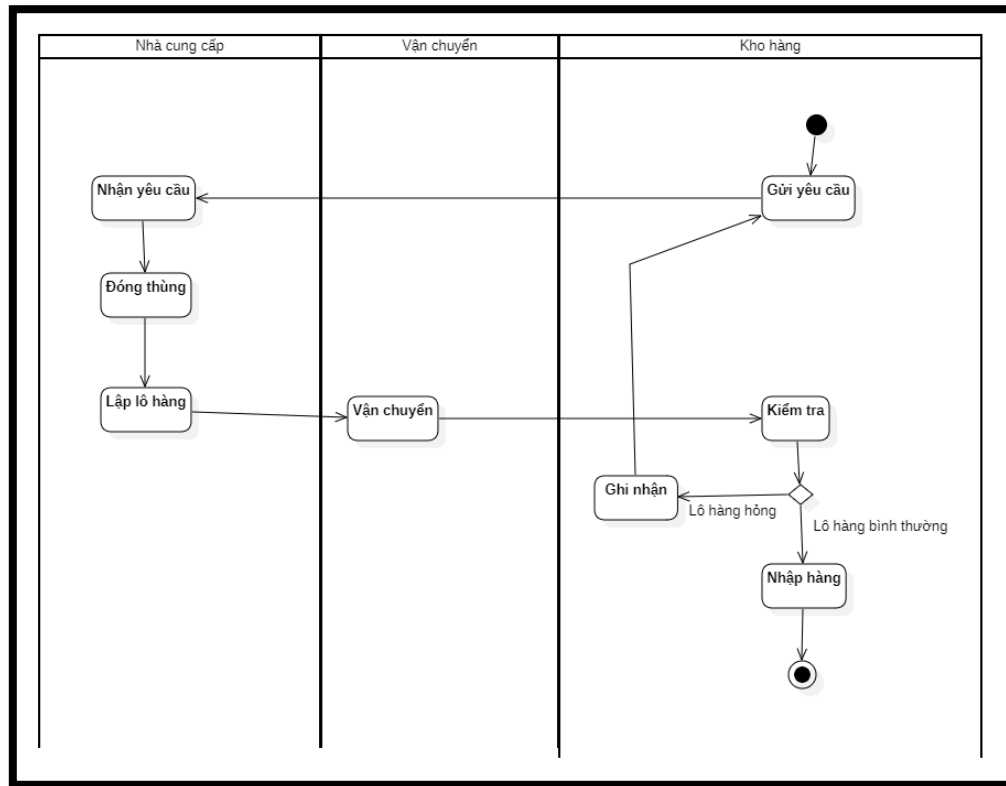 Nhà cung cấp
Vận chuyển
Kho hàng
Nhận yêu cầu
Gửi yêu cầu
Đóng thùng
Lập lô hàng
Vận chuyển
Kiểm tra
Ghi nhận
Lô hàng hỏng
Lô hàng bình thường
Nhập hàng